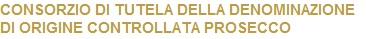 CONSORZIO DI TUTELA DELLA DENOMINAZIONE
DI ORIGINE CONTROLLATA PROSECCO